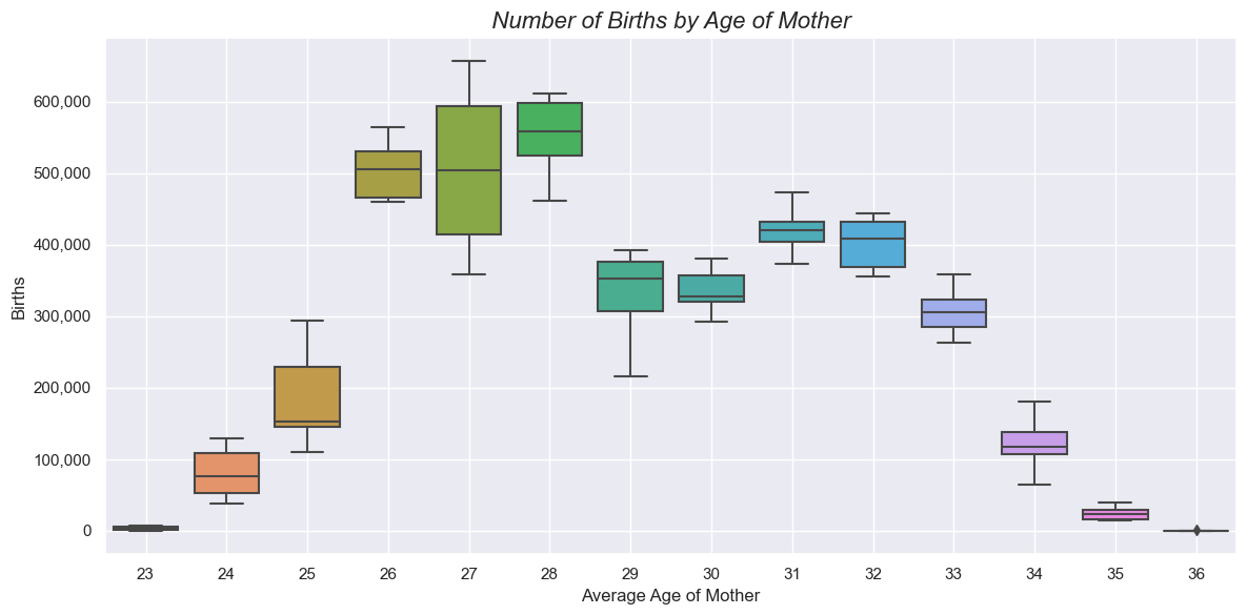 Number of Births by Age of Mother
600,000
500,000
400,000
300,000
200,000
100,000
0
Births
23 24 25 26 27 28 29 30 31 32 33 34 35 36
Average Age of Mother